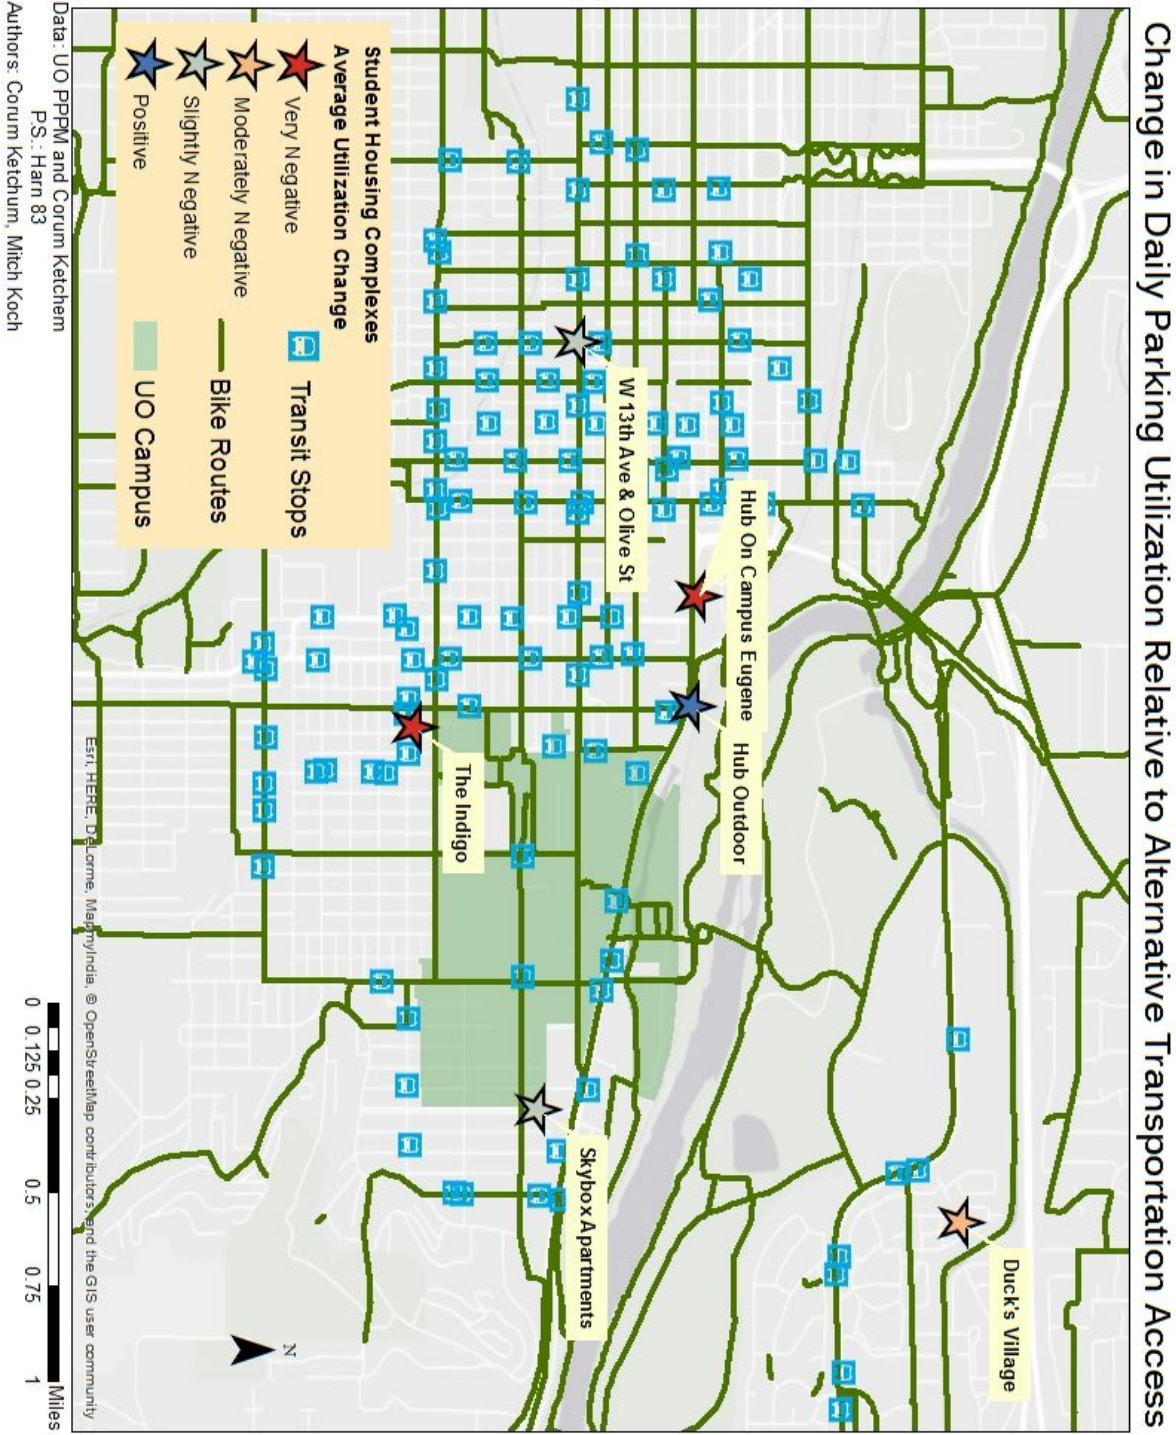 Change in Daily Parking Utilization Relative to Alternative Transportation Access
W 13th Ave & Olive St
Hub On Campus Eugene
Hub Outdoor
The Indigo
Skybox Apartments
Duck's Village
Student Housing Complexes
Average Utilization Change
Very Negative
Moderately Negative
Slightly Negative
Positive
Transit Stops
Bike Routes
UO Campus
N
Esri, HERE, DeLorme, MapmyIndia, © OpenStreetMap contributors, and the GIS user community
Data: UO PPPM and Corum Ketchem
P.S.: Harn 83
Authors: Corum Ketchum, Mitch Koch
0 0.125 0.25 0.5 0.75 1
Miles